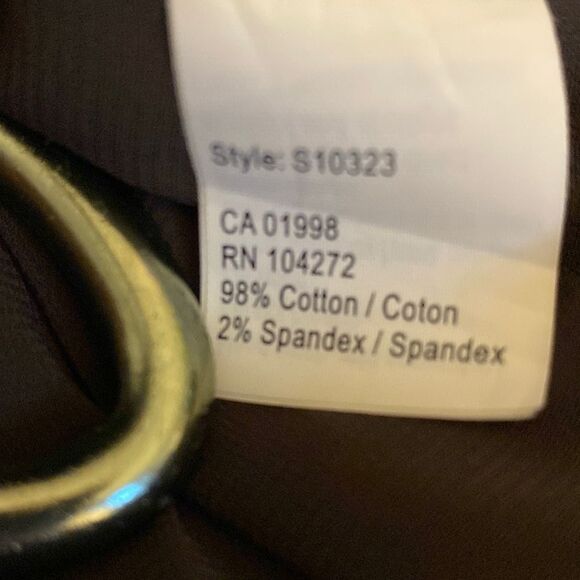 Style: S10323
CA 01998
RN 104272
98% Cotton / Coton
2% Spandex / Spandex